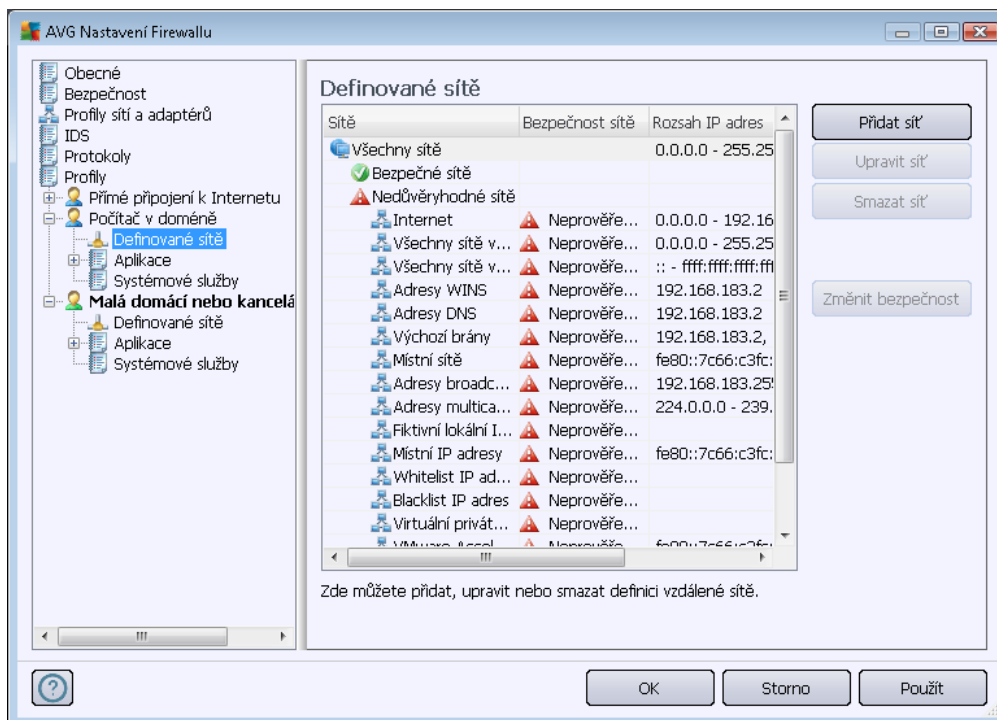 AVG Nastavení Firewallu
Obecné
Bezpečnost
Profily sítí a adaptérů
IDS
Protokoly
Profily
Přímé připojení k Internetu
Počítač v doméně
Definované sítě
Aplikace
Systémové služby
Malá domácí nebo kancelá
Definované sítě
Aplikace
Systémové služby
Definované sítě
Sítě Bezpečnost sítě Rozsah IP adres
Všechny sítě 0.0.0.0 - 255.25
Bezpečné sítě
Nedůvěryhodné sítě
Internet Neprověře... 0.0.0.0 - 192.16
Všechny sítě v... Neprověře... 0.0.0.0 - 255.25
Všechny sítě v... Neprověře... :: - ffff:ffff:ffff:fff
Adresy WINS Neprověře... 192.168.183.2
Adresy DNS Neprověře... 192.168.183.2
Výchozí brány Neprověře... 192.168.183.2,
Místní sítě Neprověře... fe80::7c66:c3fc:
Adresy broadc... Neprověře... 192.168.183.25
Adresy multica... Neprověře... 224.0.0.0 - 239.
Fiktivní lokální I... Neprověře...
Místní IP adresy Neprověře... fe80::7c66:c3fc:
Whitelist IP ad... Neprověře...
Blacklist IP adres Neprověře...
Virtuální privát... Neprověře...
Přidat síť
Upravit síť
Smazat síť
Změnit bezpečnost
Zde můžete přidat, upravit nebo smazat definici vzdálené sítě.
OK
Storno
Použít